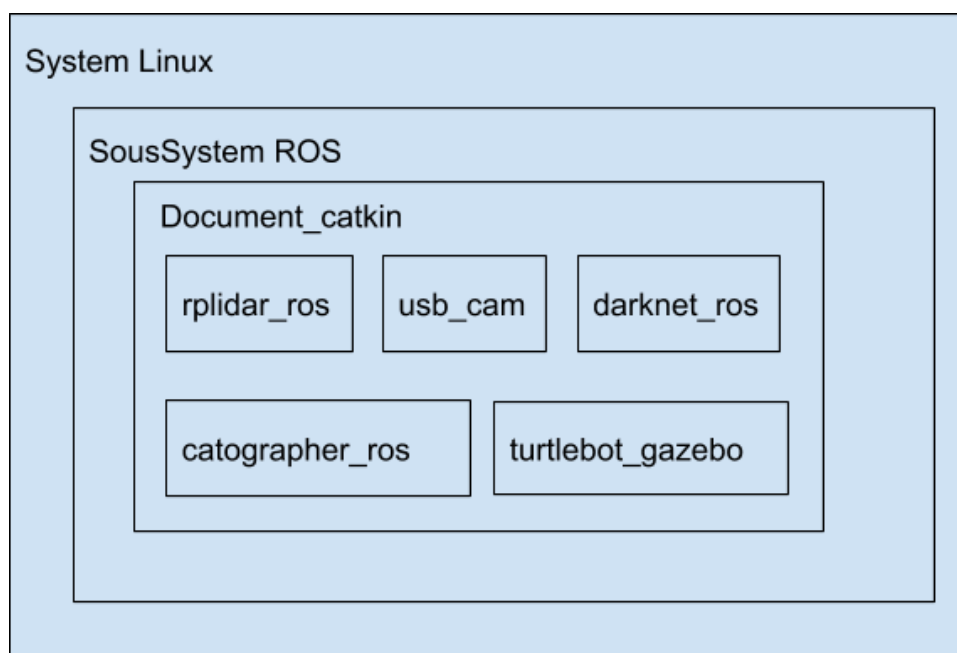 System Linux
SousSystem ROS
Document_catkin
rplidar_ros
usb_cam
darknet_ros
catographer_ros
turtlebot_gazebo